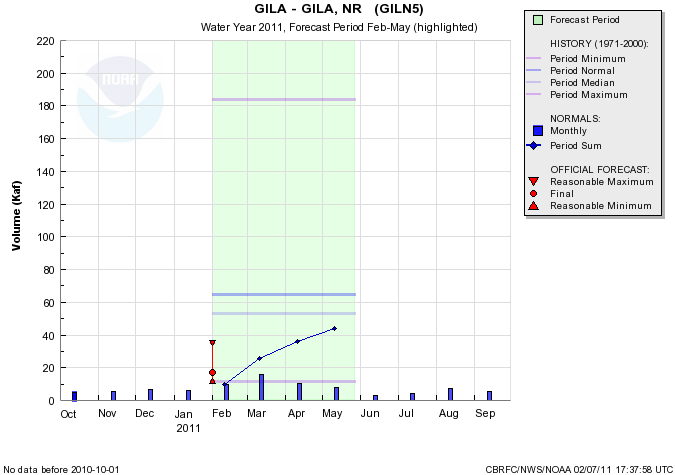 GILA - GILA, NR (GILN5)
Water Year 2011, Forecast Period Feb-May (highlighted)
NOAA
Volume (Kaf)
220
200
180
160
140
120
100
80
60
40
20
0
Oct Nov Dec Jan Feb Mar Apr May Jun Jul Aug Sep
2011
Forecast Period
HISTORY (1971-2000):
Period Minimum
Period Normal
Period Median
Period Maximum
NORMALS:
Monthly
Period Sum
OFFICIAL FORECAST:
Reasonable Maximum
Final
Reasonable Minimum
No data before 2010-10-01
CBRFC/NWS/NOAA 02/07/11 17:37:58 UTC